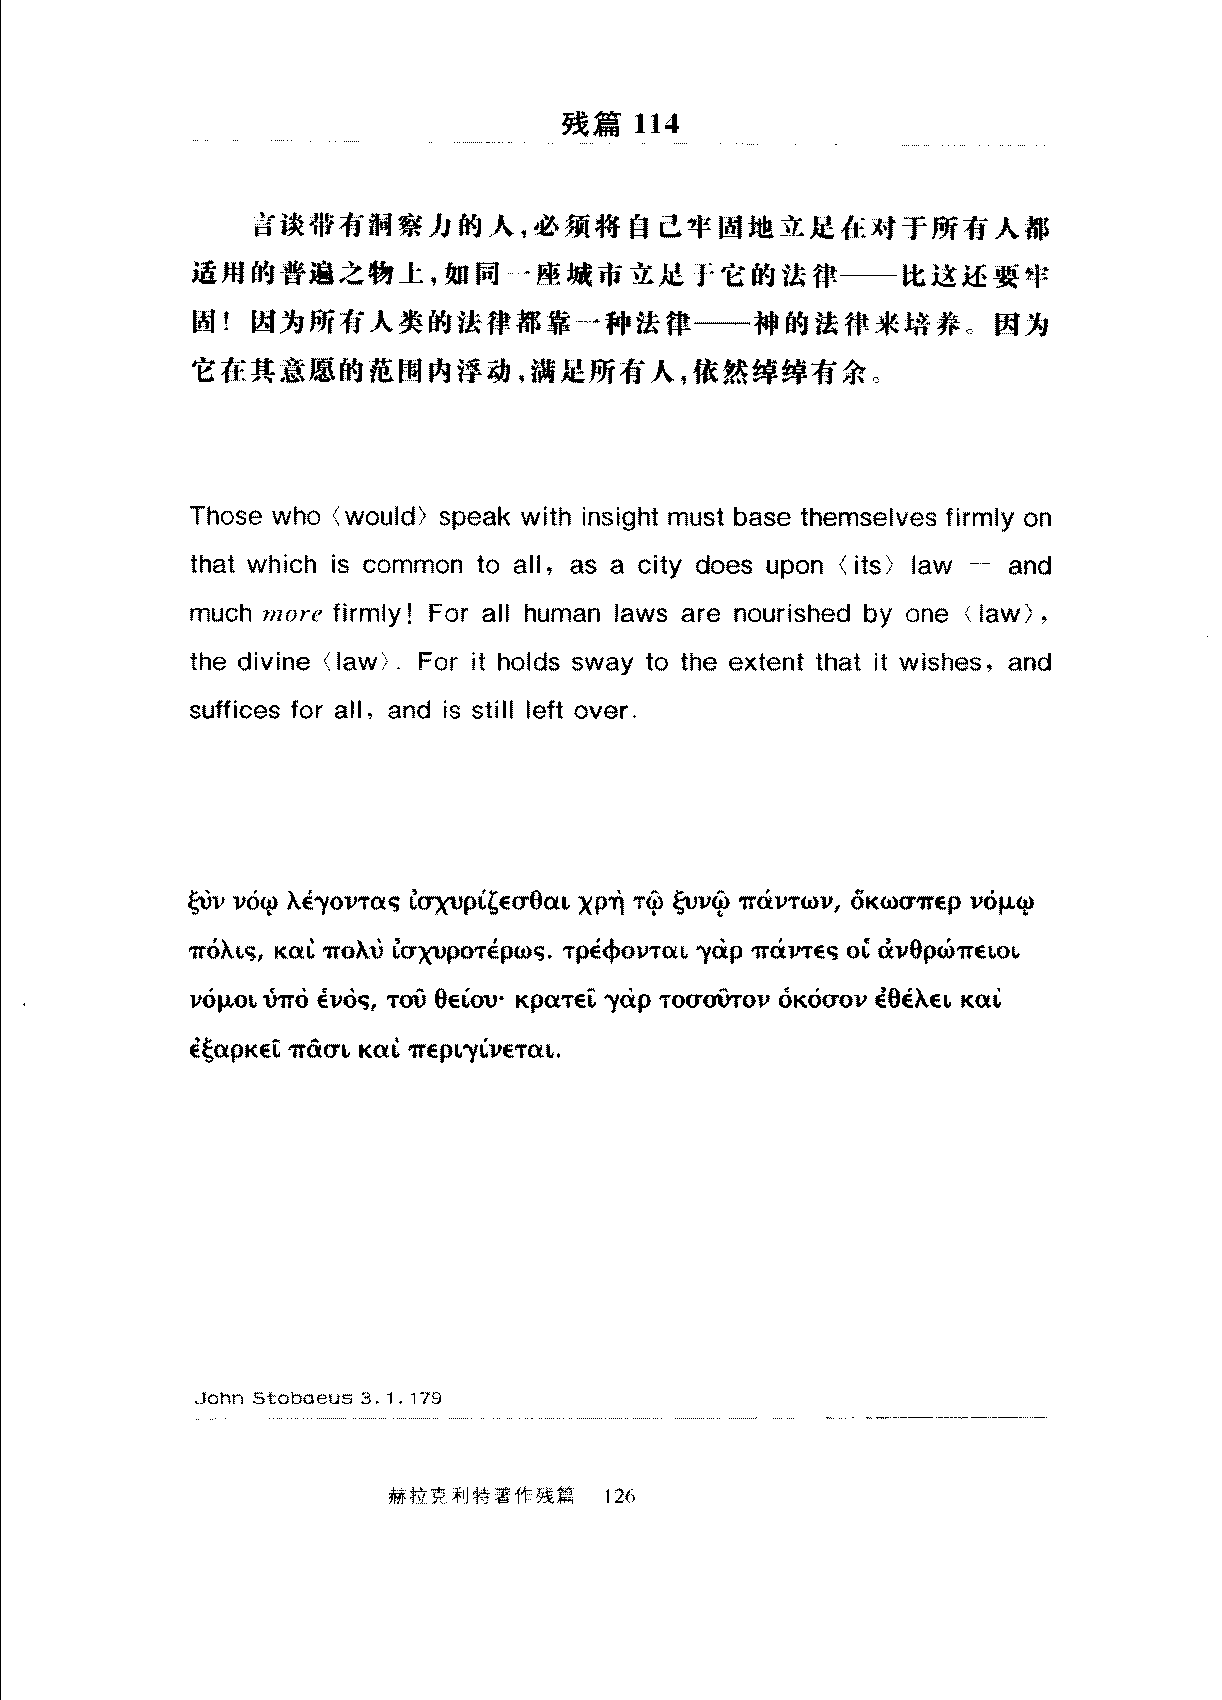 残篇 114
言谈带有洞察力的人,必须将自己牢固地立足在对于所有人都
适用的普遍之物上,如同一座城市立足于它的法律——比这还要牢
固!因为所有人类的法律都靠一种法律——神的法律来培养。因为
它在其意愿的范围内浮动,满足所有人,依然绰绰有余。
Those who〈would〉speak with insight must base themselves firmly on
that which is common to all, as a city does upon〈its〉law -- and
much more firmly! For all human laws are nourished by one〈law〉,
the divine〈law〉. For it holds sway to the extent that it wishes, and
suffices for all, and is still left over.
ξὺν νόῳ λέγοντας ἰσχυρίζεσθαι χρὴ τῷ ξυνῷ πάντων, ὅκωσπερ νόμῳ
πόλις, καὶ πολὺ ἰσχυροτέρως. τρέφονται γὰρ πάντες οἱ ἀνθρώπειοι
νόμοι ὑπὸ ἑνὸς, τοῦ θείου· κρατεῖ γὰρ τοσοῦτον ὁκόσον ἐθέλει καὶ
ἐξαρκεῖ πᾶσι καὶ περιγίνεται.
John Stobaeus 3.1.179
赫拉克利特著作残篇 126